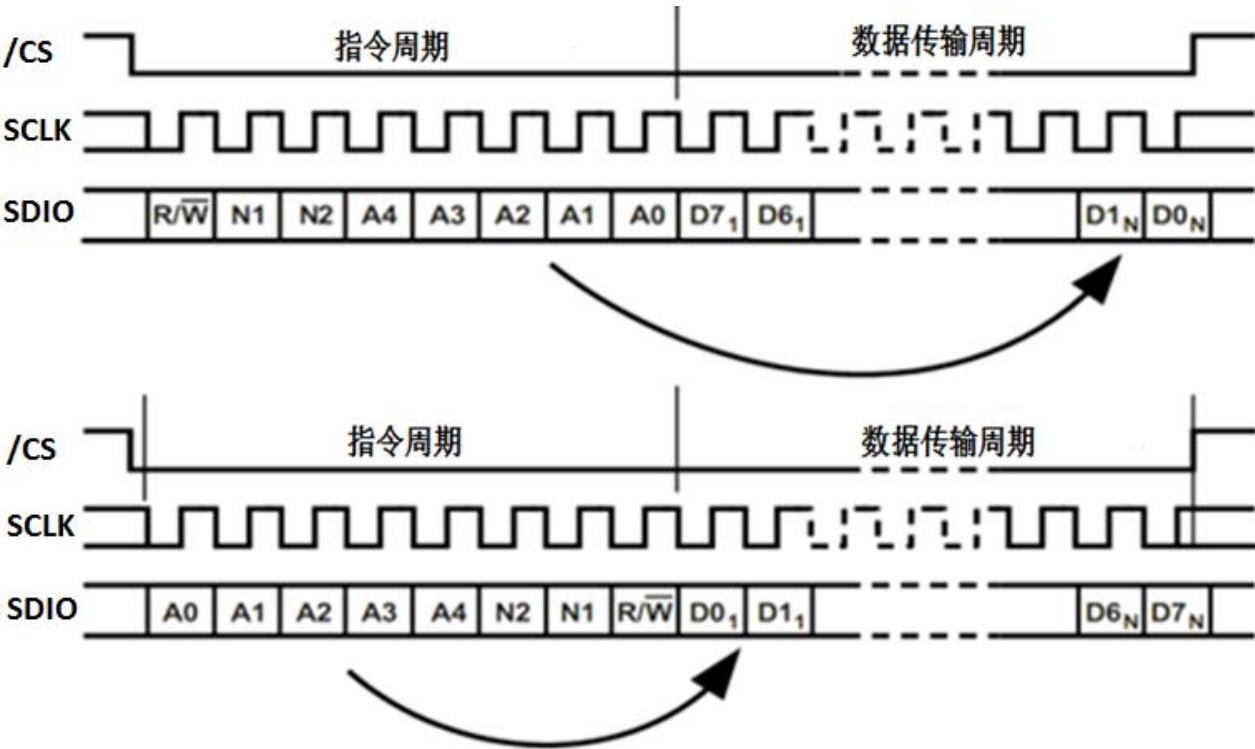 /CS 指令周期 数据传输周期
SCLK
SDIO R/W̅ N1 N2 A4 A3 A2 A1 A0 D7₁ D6₁ D1N D0N
/CS 指令周期 数据传输周期
SCLK
SDIO A0 A1 A2 A3 A4 N2 N1 R/W̅ D0₁ D1₁ D6N D7N